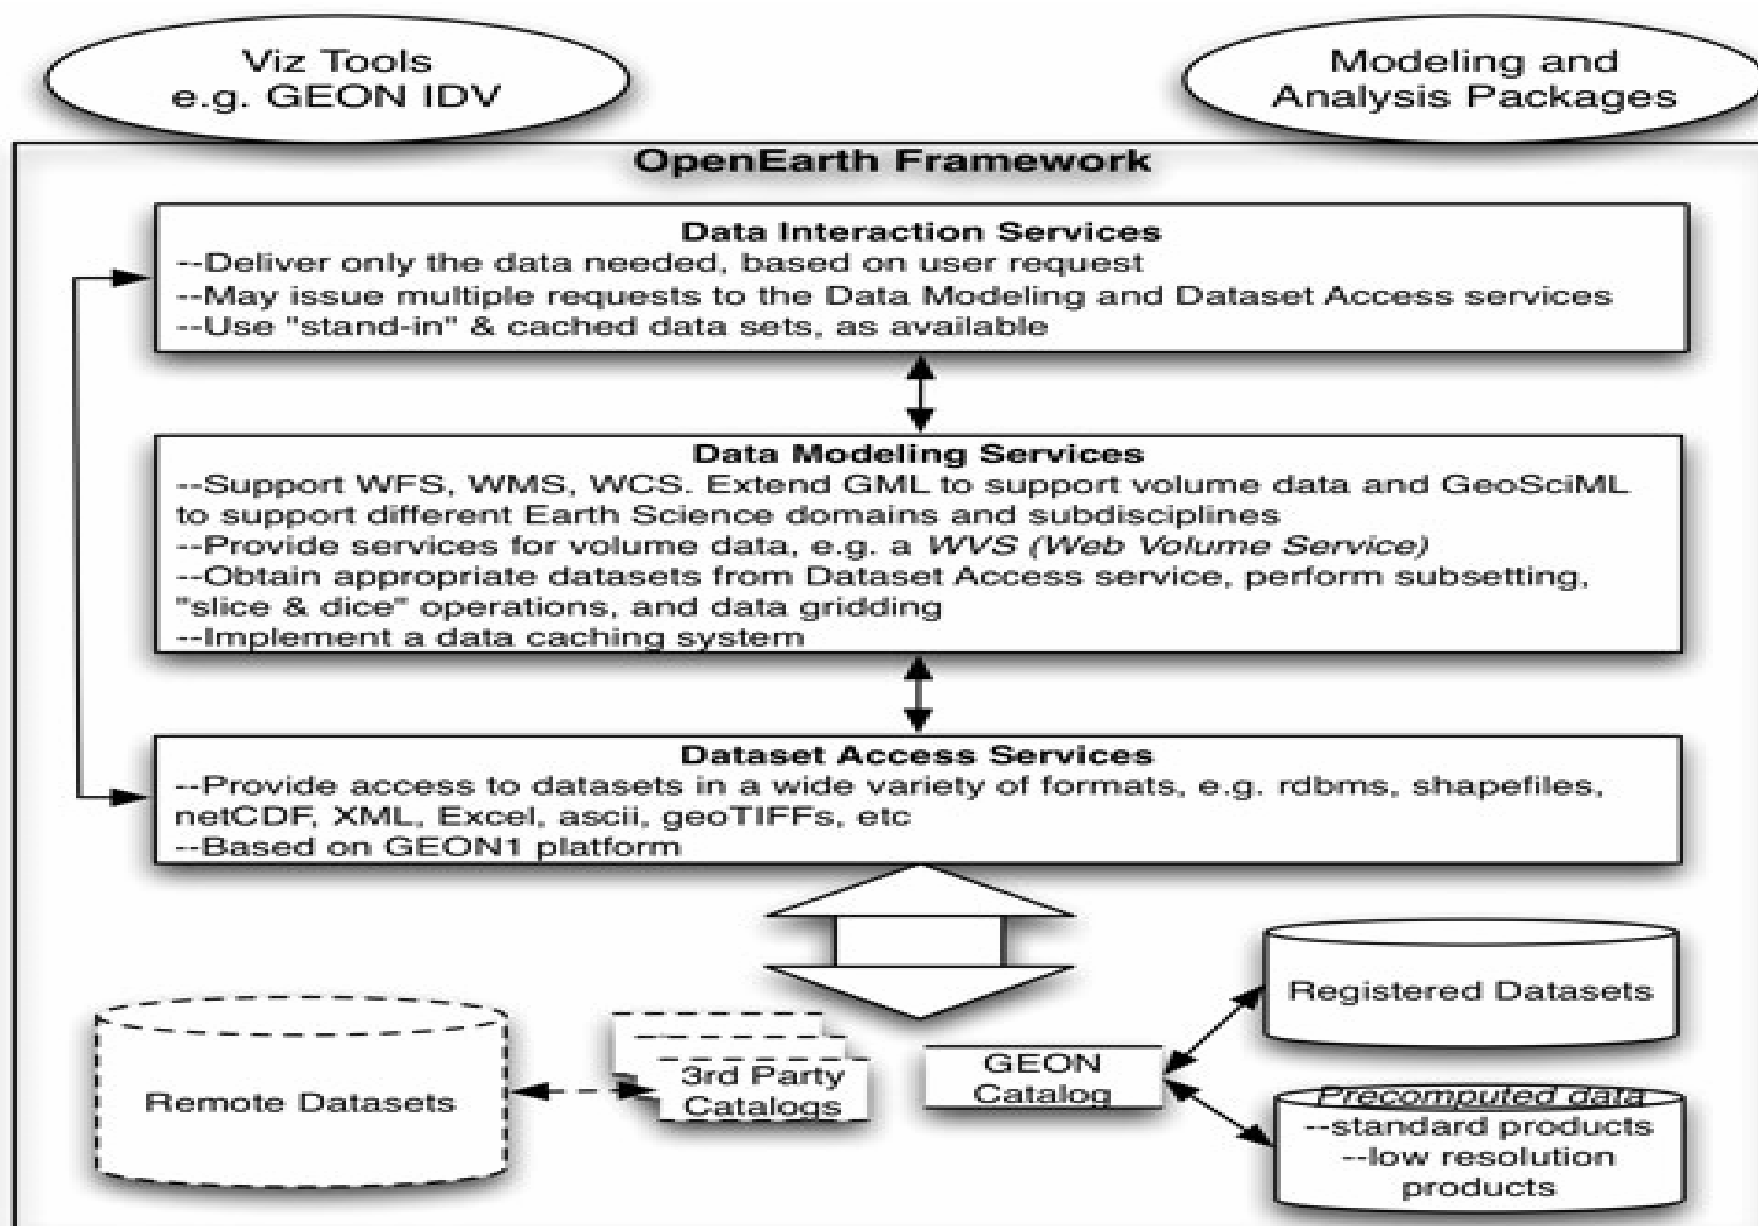 Viz Tools
e.g. GEON IDV
Modeling and
Analysis Packages
OpenEarth Framework
Data Interaction Services
--Deliver only the data needed, based on user request
--May issue multiple requests to the Data Modeling and Dataset Access services
--Use "stand-in" & cached data sets, as available
Data Modeling Services
--Support WFS, WMS, WCS. Extend GML to support volume data and GeoSciML
to support different Earth Science domains and subdisciplines
--Provide services for volume data, e.g. a WVS (Web Volume Service)
--Obtain appropriate datasets from Dataset Access service, perform subsetting,
"slice & dice" operations, and data gridding
--Implement a data caching system
Dataset Access Services
--Provide access to datasets in a wide variety of formats, e.g. rdbms, shapefiles,
netCDF, XML, Excel, ascii, geoTIFFs, etc
--Based on GEON1 platform
Remote Datasets
3rd Party
Catalogs
GEON
Catalog
Registered Datasets
Precomputed data
--standard products
--low resolution
products